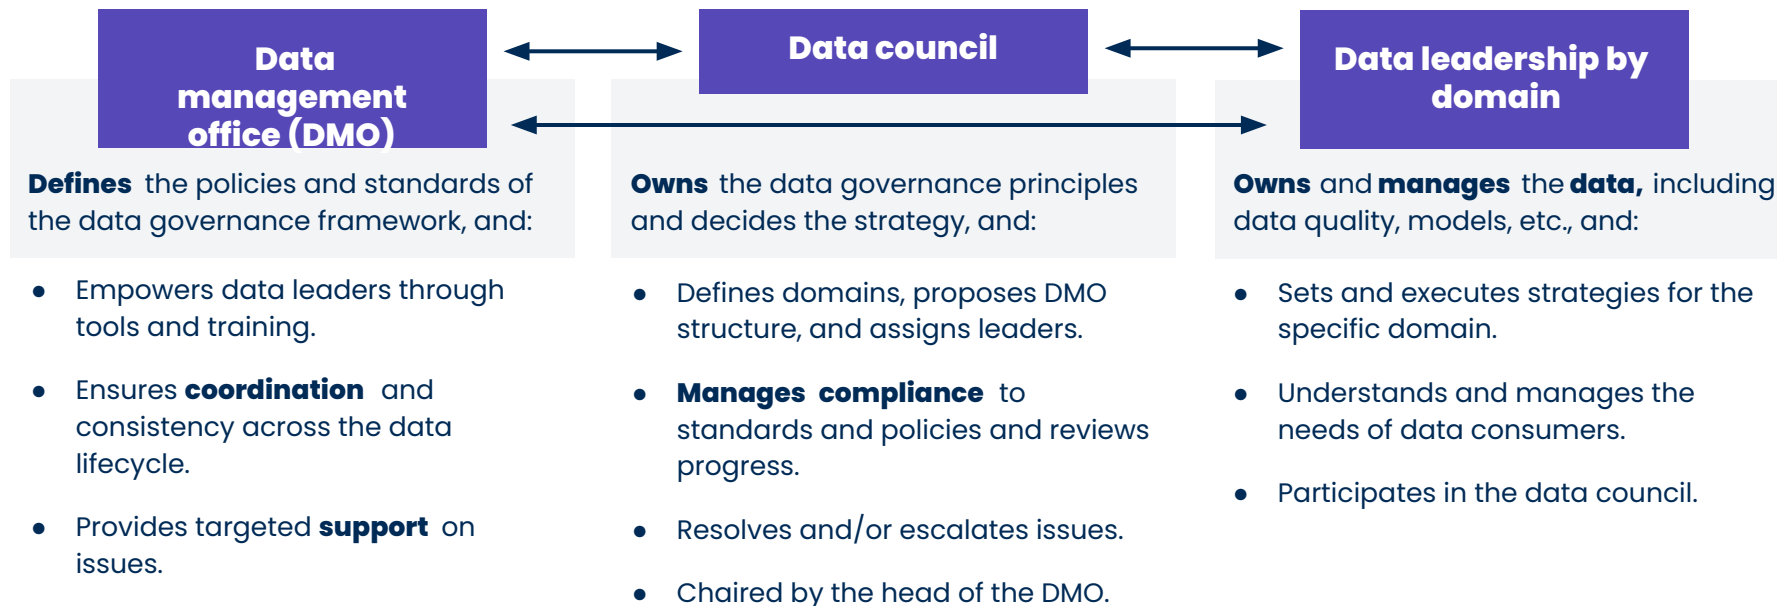 Data
management
office (DMO)
Defines the policies and standards of
the data governance framework, and:
● Empowers data leaders through
tools and training.
● Ensures coordination and
consistency across the data
lifecycle.
● Provides targeted support on
issues.
Data council
Owns the data governance principles
and decides the strategy, and:
● Defines domains, proposes DMO
structure, and assigns leaders.
● Manages compliance to
standards and policies and reviews
progress.
● Resolves and/or escalates issues.
● Chaired by the head of the DMO.
Data leadership by
domain
Owns and manages the data, including
data quality, models, etc., and:
● Sets and executes strategies for the
specific domain.
● Understands and manages the
needs of data consumers.
● Participates in the data council.